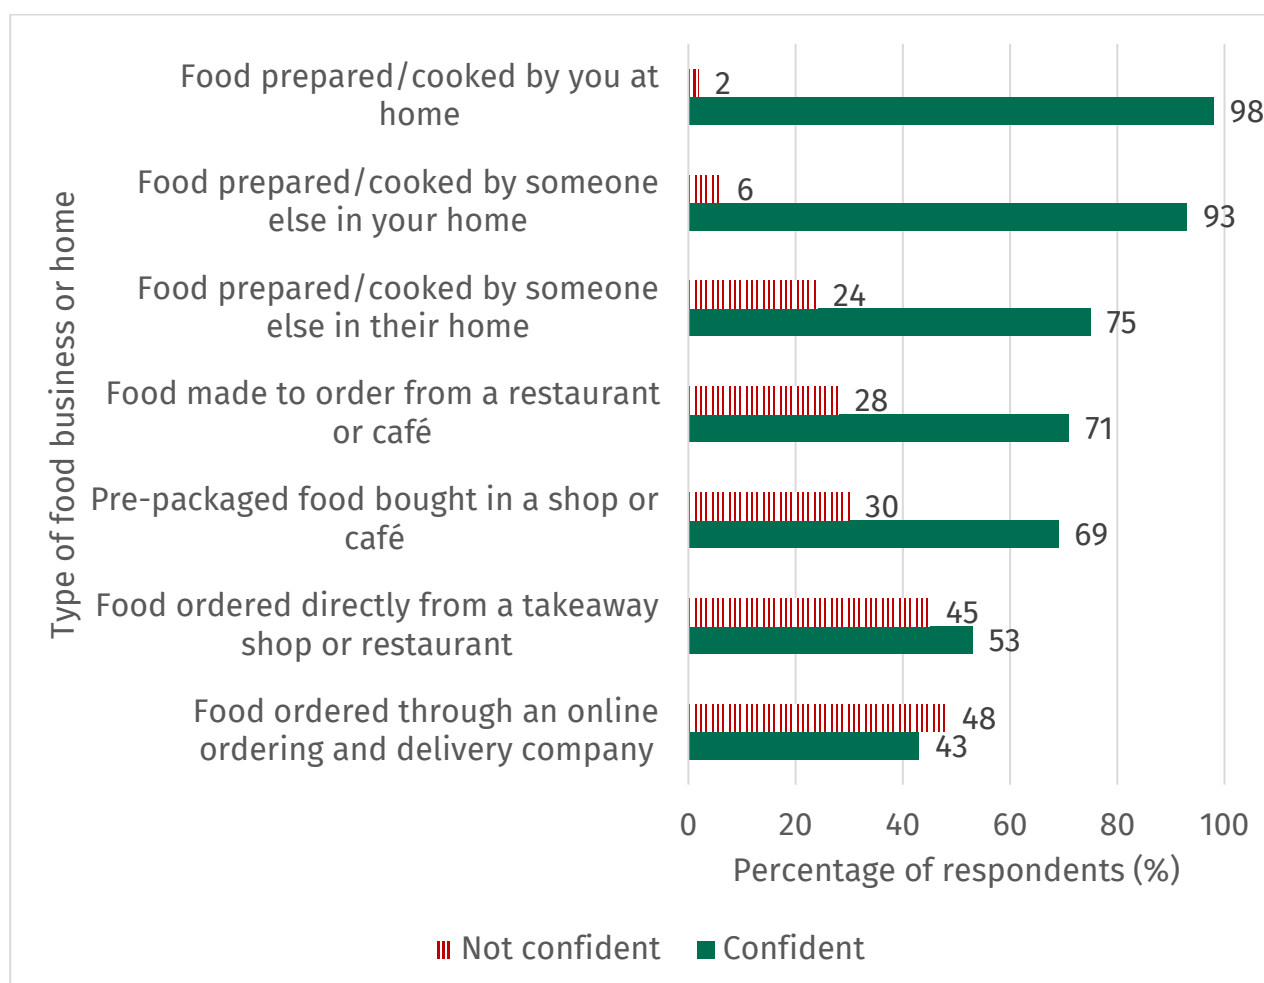 Type of food business or home
Food prepared/cooked by you at
home
2
98
Food prepared/cooked by someone
else in your home
6
93
Food prepared/cooked by someone
else in their home
24
75
Food made to order from a restaurant
or café
28
71
Pre-packaged food bought in a shop or
café
30
69
Food ordered directly from a takeaway
shop or restaurant
45
53
Food ordered through an online
ordering and delivery company
48
43
0 20 40 60 80 100
Percentage of respondents (%)
Not confident Confident